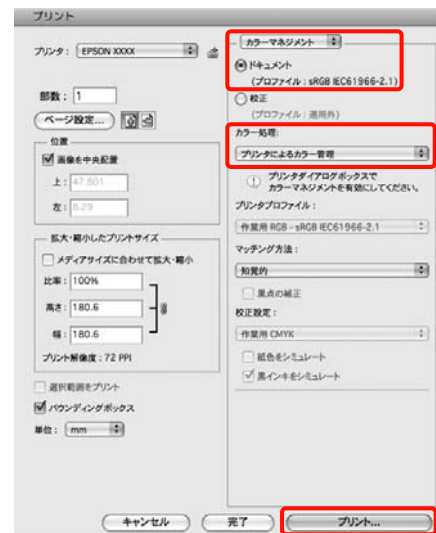 プリント
プリンタ： EPSON XXXX
部数： 1
ページ設定...
位置
画像を中央配置
上： 47.801
左： 6.29
拡大・縮小したプリントサイズ
メディアサイズに合わせて拡大・縮小
比率： 100%
高さ： 180.6
幅： 180.6
プリント解像度：72 PPI
選択範囲をプリント
バウンディングボックス
単位： mm
カラーマネジメント
ドキュメント
(プロファイル：sRGB IEC61966-2.1)
校正
(プロファイル：適用外)
カラー処理：
プリンタによるカラー管理
プリンタダイアログボックスで
カラーマネジメントを有効にしてください。
プリンタプロファイル：
作業用 RGB - sRGB IEC61966-2.1
マッチング方法：
知覚的
黒点の補正
校正設定：
作業用 CMYK
紙色をシミュレート
黒インキをシミュレート
キャンセル
完了
プリント...